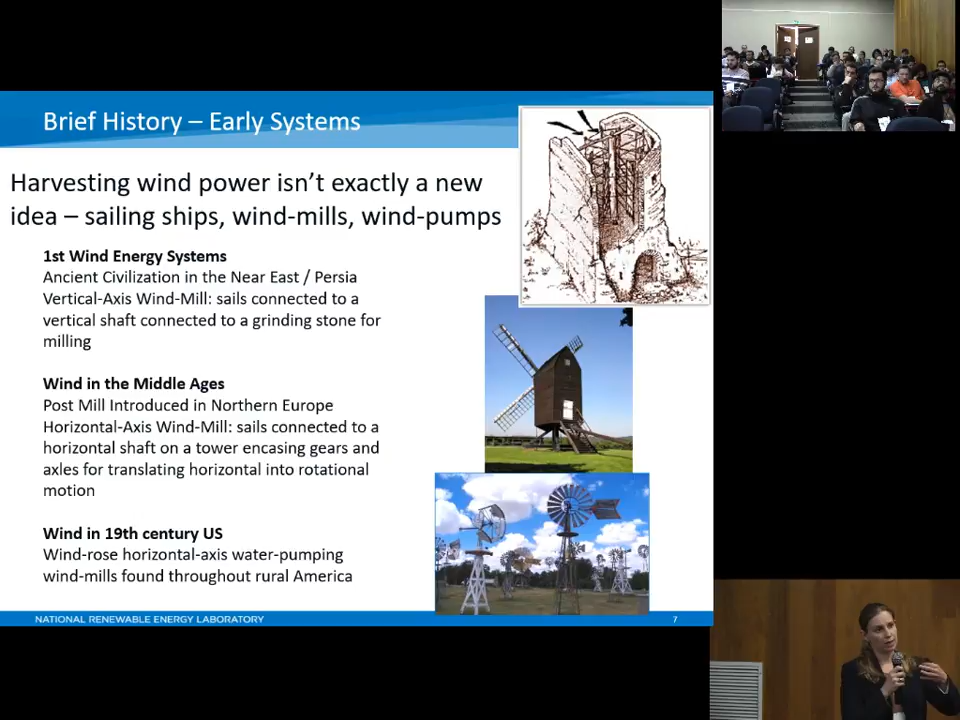 Brief History – Early Systems
Harvesting wind power isn't exactly a new
idea – sailing ships, wind-mills, wind-pumps
1st Wind Energy Systems
Ancient Civilization in the Near East / Persia
Vertical-Axis Wind-Mill: sails connected to a
vertical shaft connected to a grinding stone for
milling
Wind in the Middle Ages
Post Mill Introduced in Northern Europe
Horizontal-Axis Wind-Mill: sails connected to a
horizontal shaft on a tower encasing gears and
axles for translating horizontal into rotational
motion
Wind in 19th century US
Wind-rose horizontal-axis water-pumping
wind-mills found throughout rural America
NATIONAL RENEWABLE ENERGY LABORATORY
7